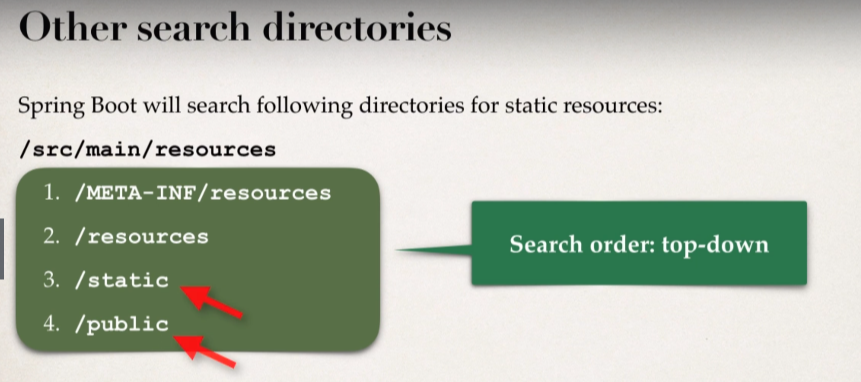 Other search directories
Spring Boot will search following directories for static resources:
/src/main/resources
1. /META-INF/resources
2. /resources
3. /static
4. /public
Search order: top-down